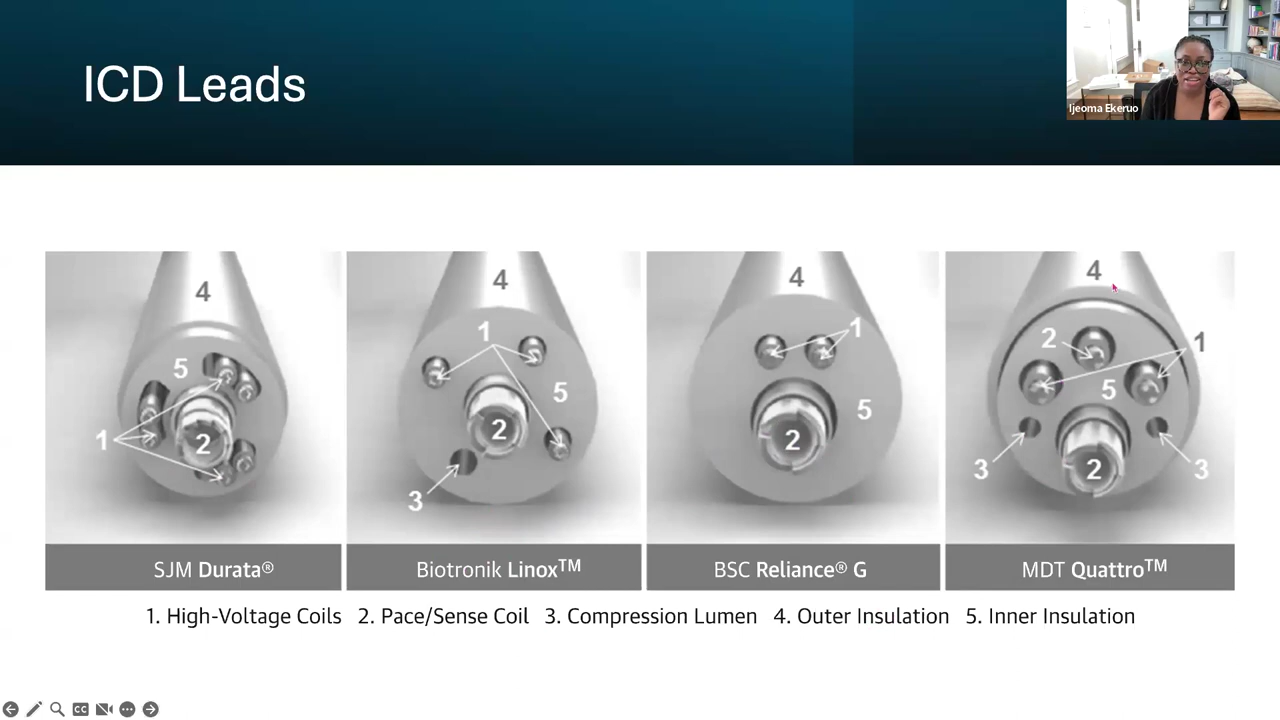 ICD Leads
Ijeoma Ekeruo
4
5
1
2
SJM Durata®
4
1
5
2
3
Biotronik Linox™
4
1
5
2
BSC Reliance® G
4
2
1
5
3
2
3
MDT Quattro™
1. High-Voltage Coils 2. Pace/Sense Coil 3. Compression Lumen 4. Outer Insulation 5. Inner Insulation
CC